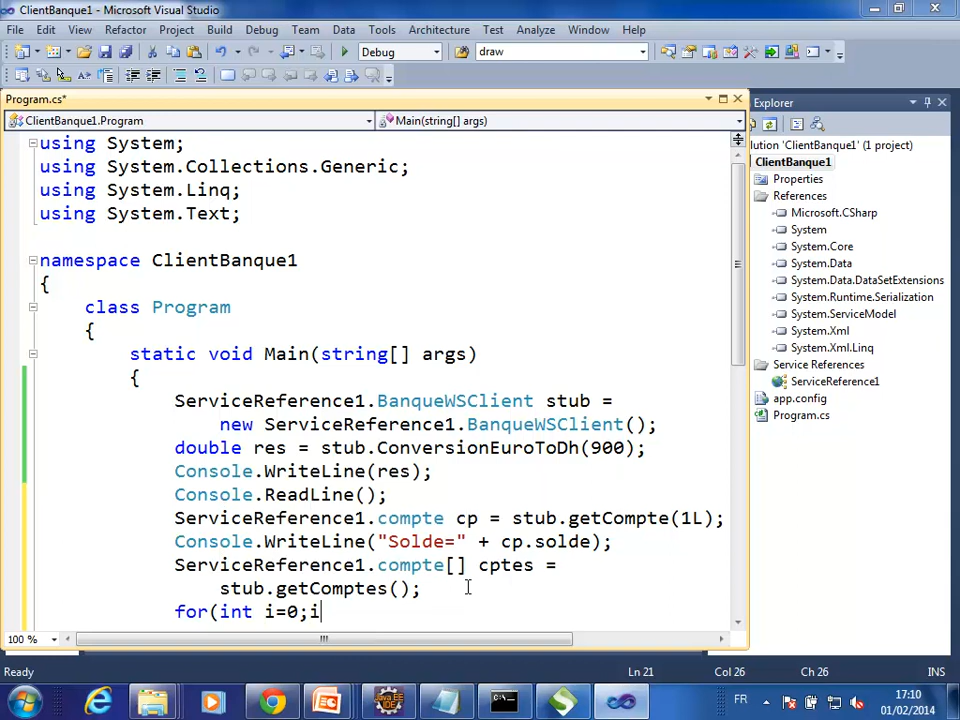 ClientBanque1 - Microsoft Visual Studio
File Edit View Refactor Project Build Debug Team Data Tools Architecture Test Analyze Window Help
Debug draw
Program.cs*
Explorer
ClientBanque1.Program Main(string[] args)
using System;
using System.Collections.Generic;
using System.Linq;
using System.Text;
namespace ClientBanque1
{
class Program
{
static void Main(string[] args)
{
ServiceReference1.BanqueWSClient stub =
new ServiceReference1.BanqueWSClient();
double res = stub.ConversionEuroToDh(900);
Console.WriteLine(res);
Console.ReadLine();
ServiceReference1.compte cp = stub.getCompte(1L);
Console.WriteLine("Solde=" + cp.solde);
ServiceReference1.compte[] cptes =
stub.getComptes();
for(int i=0;i
100 %
lution 'ClientBanque1' (1 project)
ClientBanque1
Properties
References
Microsoft.CSharp
System
System.Core
System.Data
System.Data.DataSetExtensions
System.Runtime.Serialization
System.ServiceModel
System.Xml
System.Xml.Linq
Service References
ServiceReference1
app.config
Program.cs
Ready Ln 21 Col 26 Ch 26 INS
FR 17:10
01/02/2014